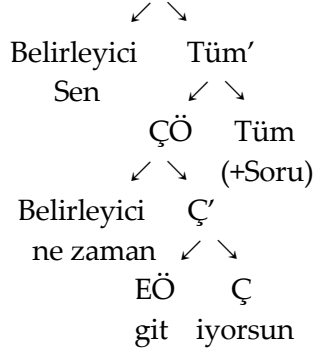 Belirleyici Tüm′
Sen
ÇÖ Tüm
(+Soru)
Belirleyici Ç′
ne zaman
EÖ Ç
git iyorsun